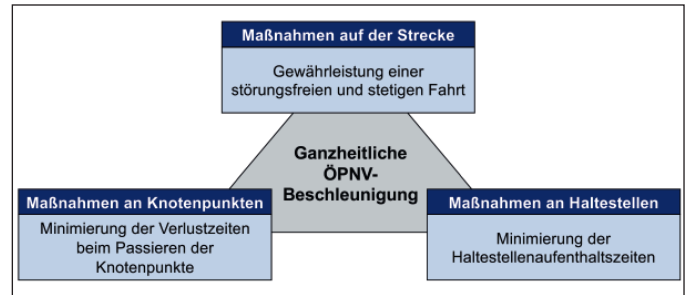 Maßnahmen auf der Strecke
Gewährleistung einer
störungsfreien und stetigen Fahrt
Ganzheitliche
ÖPNV-
Beschleunigung
Maßnahmen an Knotenpunkten
Minimierung der Verlustzeiten
beim Passieren der
Knotenpunkte
Maßnahmen an Haltestellen
Minimierung der
Haltestellenaufenthaltszeiten